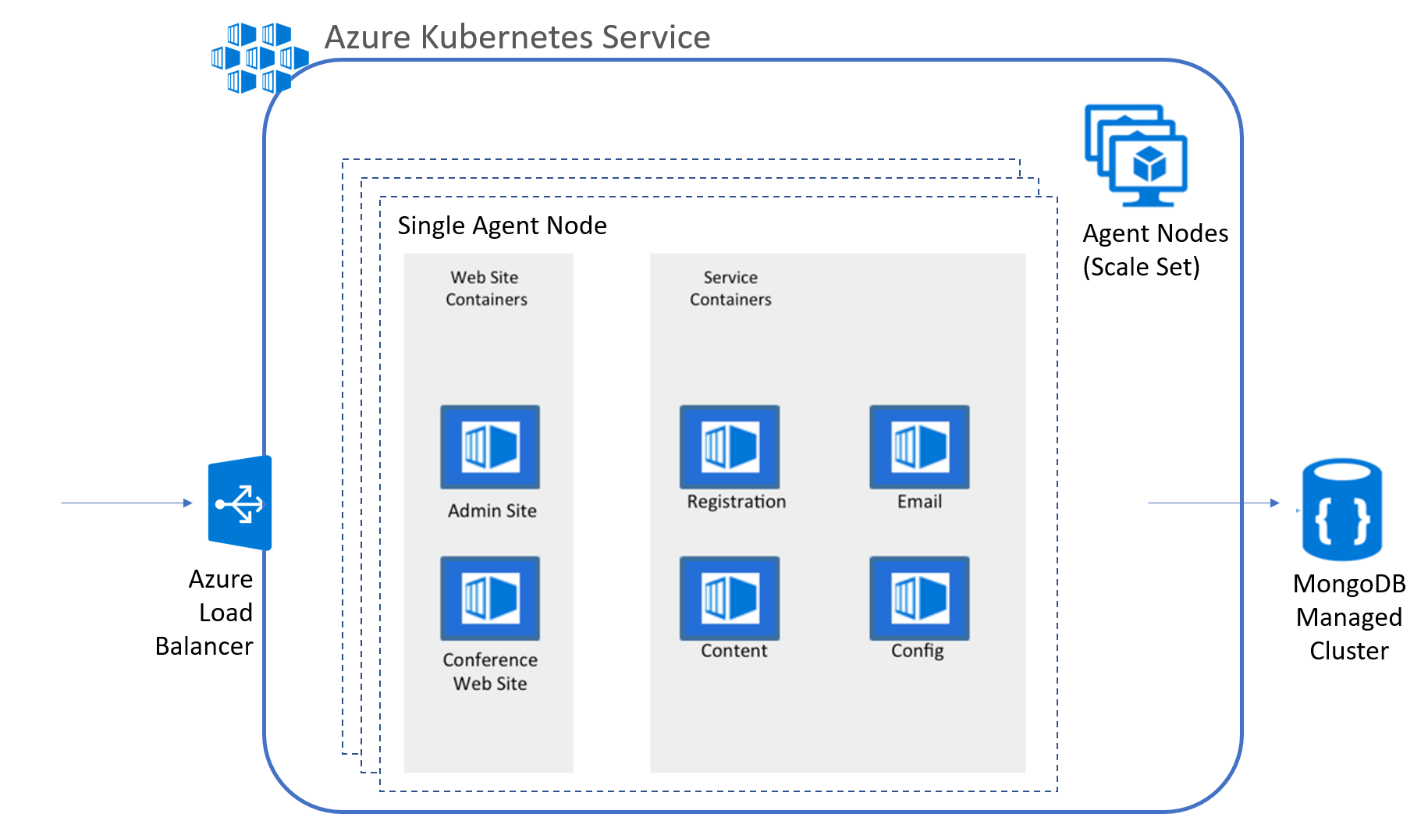 Azure Kubernetes Service
Agent Nodes
(Scale Set)
Single Agent Node
Web Site
Containers
Service
Containers
Admin Site
Registration
Email
Conference
Web Site
Content
Config
Azure
Load
Balancer
MongoDB
Managed
Cluster